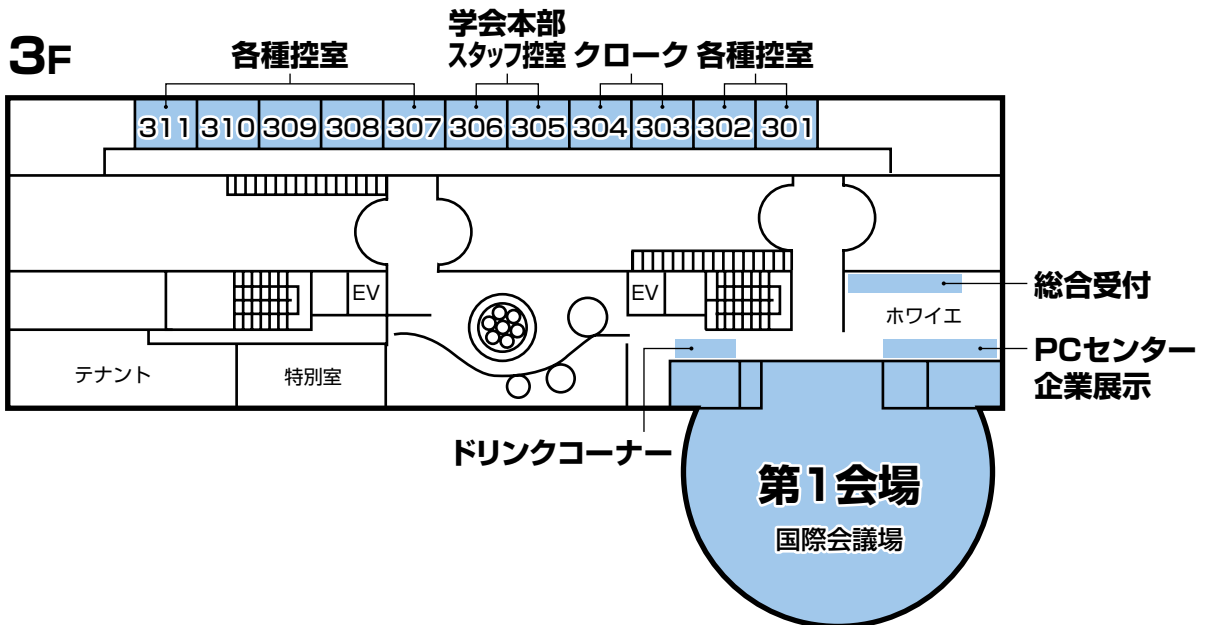 3F
各種控室
学会本部
スタッフ控室
クローク
各種控室
311 310 309 308 307 306 305 304 303 302 301
EV
EV
総合受付
ホワイエ
PCセンター
企業展示
テナント
特別室
ドリンクコーナー
第1会場
国際会議場